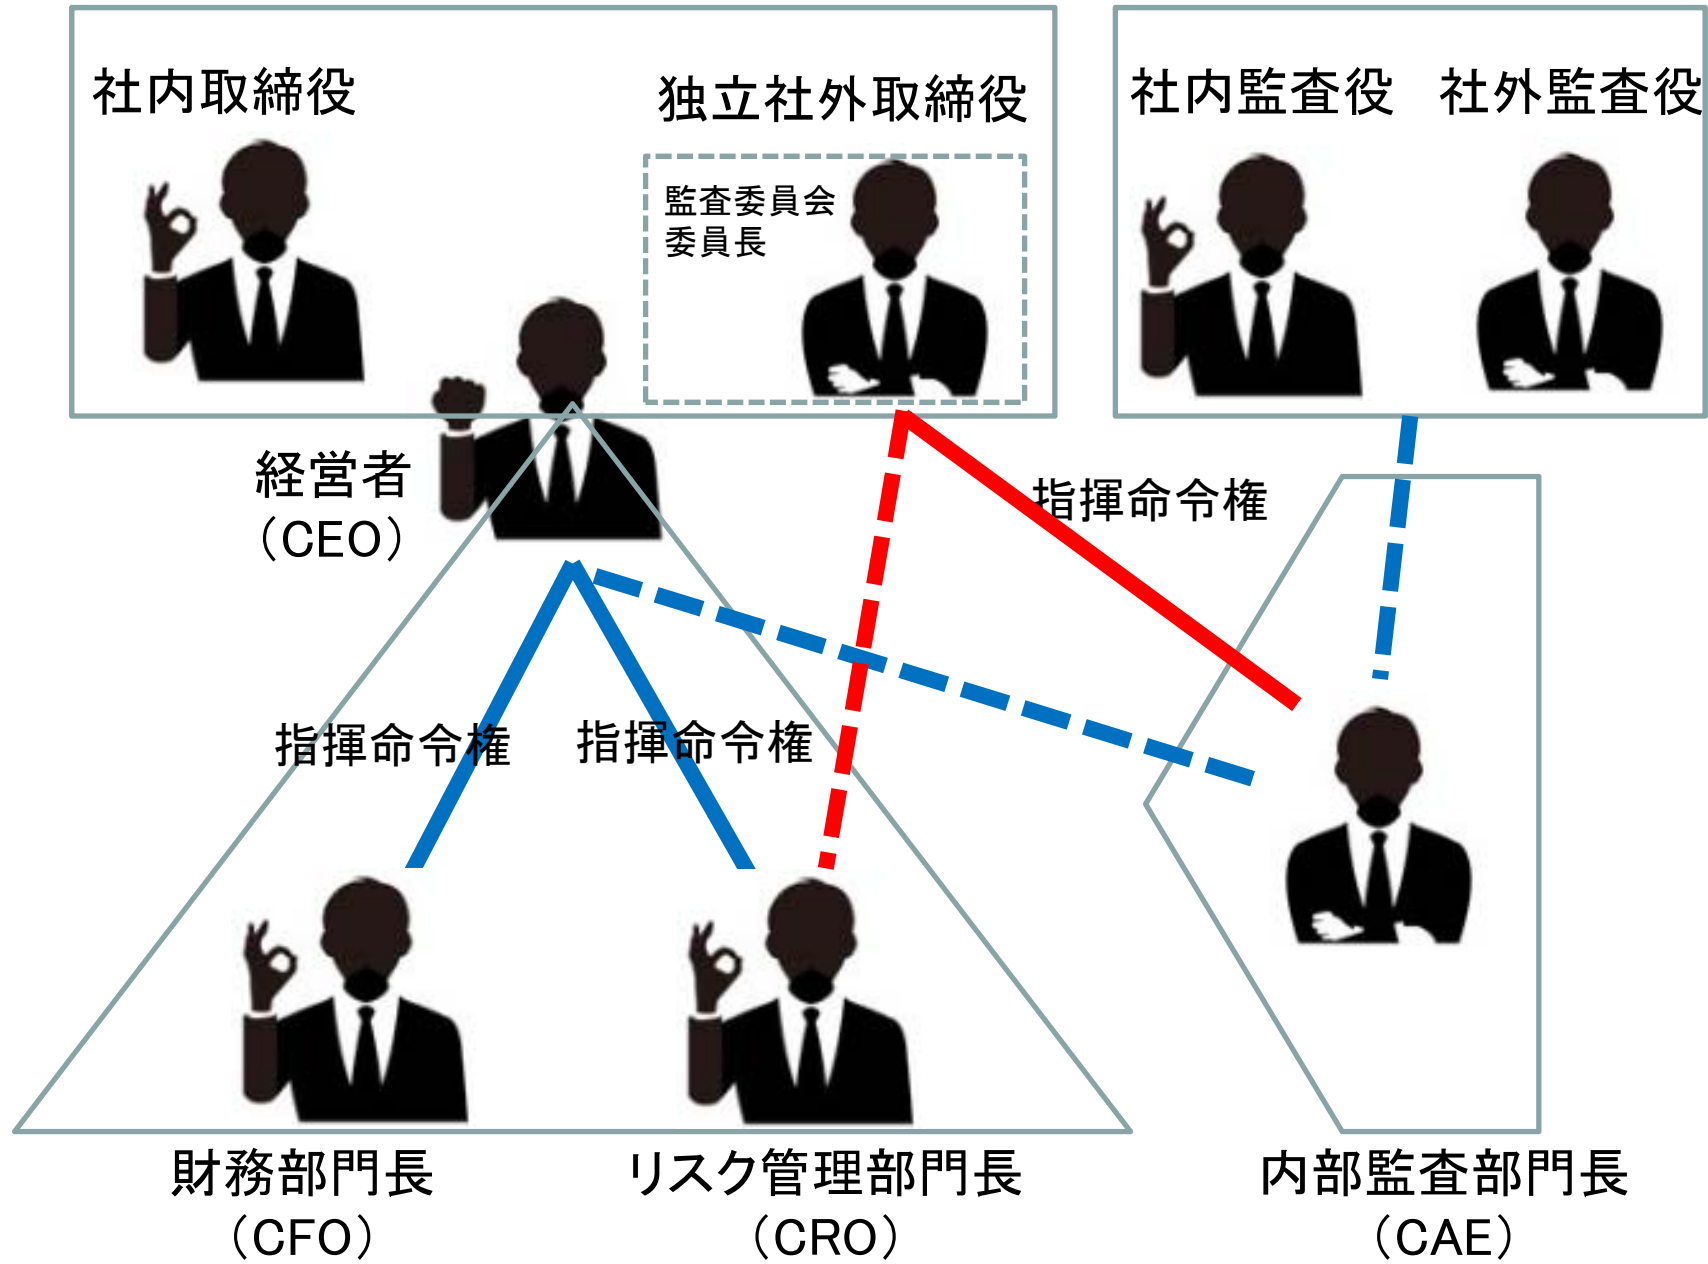 社内取締役
独立社外取締役
社内監査役
社外監査役
監査委員会
委員長
経営者
（CEO）
指揮命令権
指揮命令権
指揮命令権
財務部門長
（CFO）
リスク管理部門長
（CRO）
内部監査部門長
（CAE）